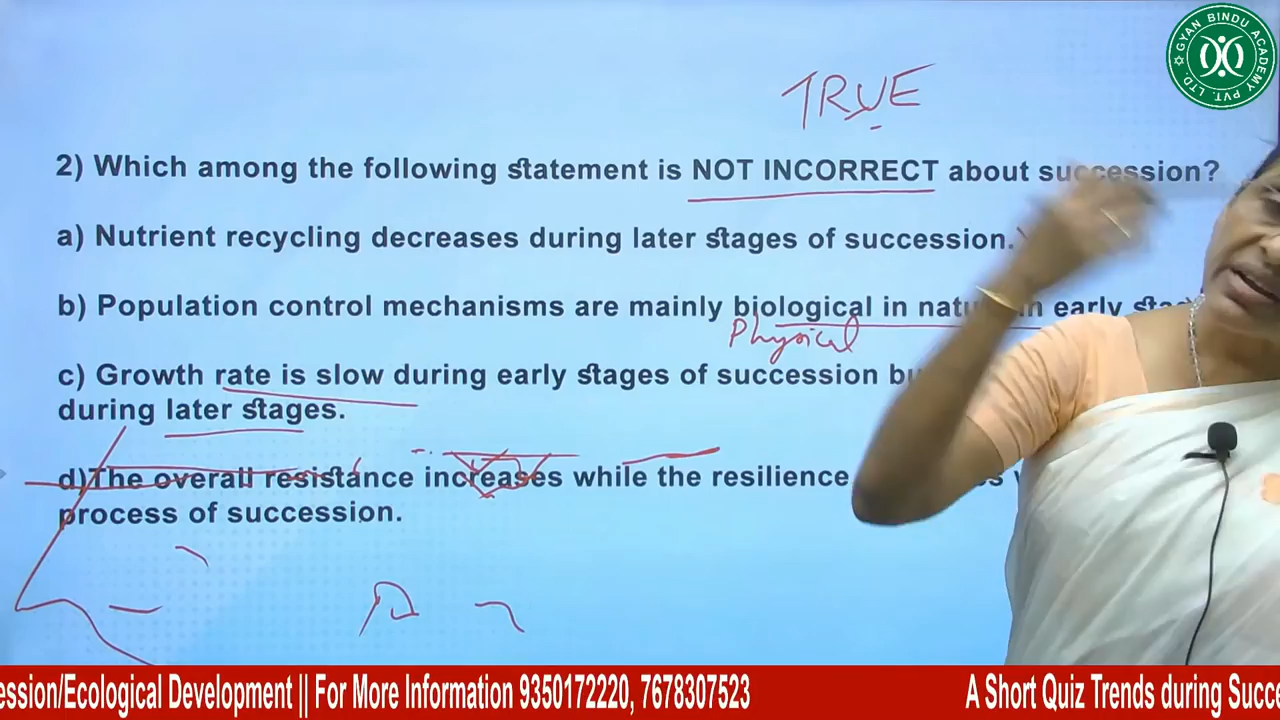 GYAN BINDU ACADEMY PVT. LTD.
TRUE
2) Which among the following statement is NOT INCORRECT about succession?
a) Nutrient recycling decreases during later stages of succession.
b) Population control mechanisms are mainly biological in in early
Physical
c) Growth rate is slow during early stages of succession
during later stages.
d)The overall resistance increases while the resilience
process of succession.
ession/Ecological Development || For More Information 9350172220, 7678307523 A Short Quiz Trends during Succe